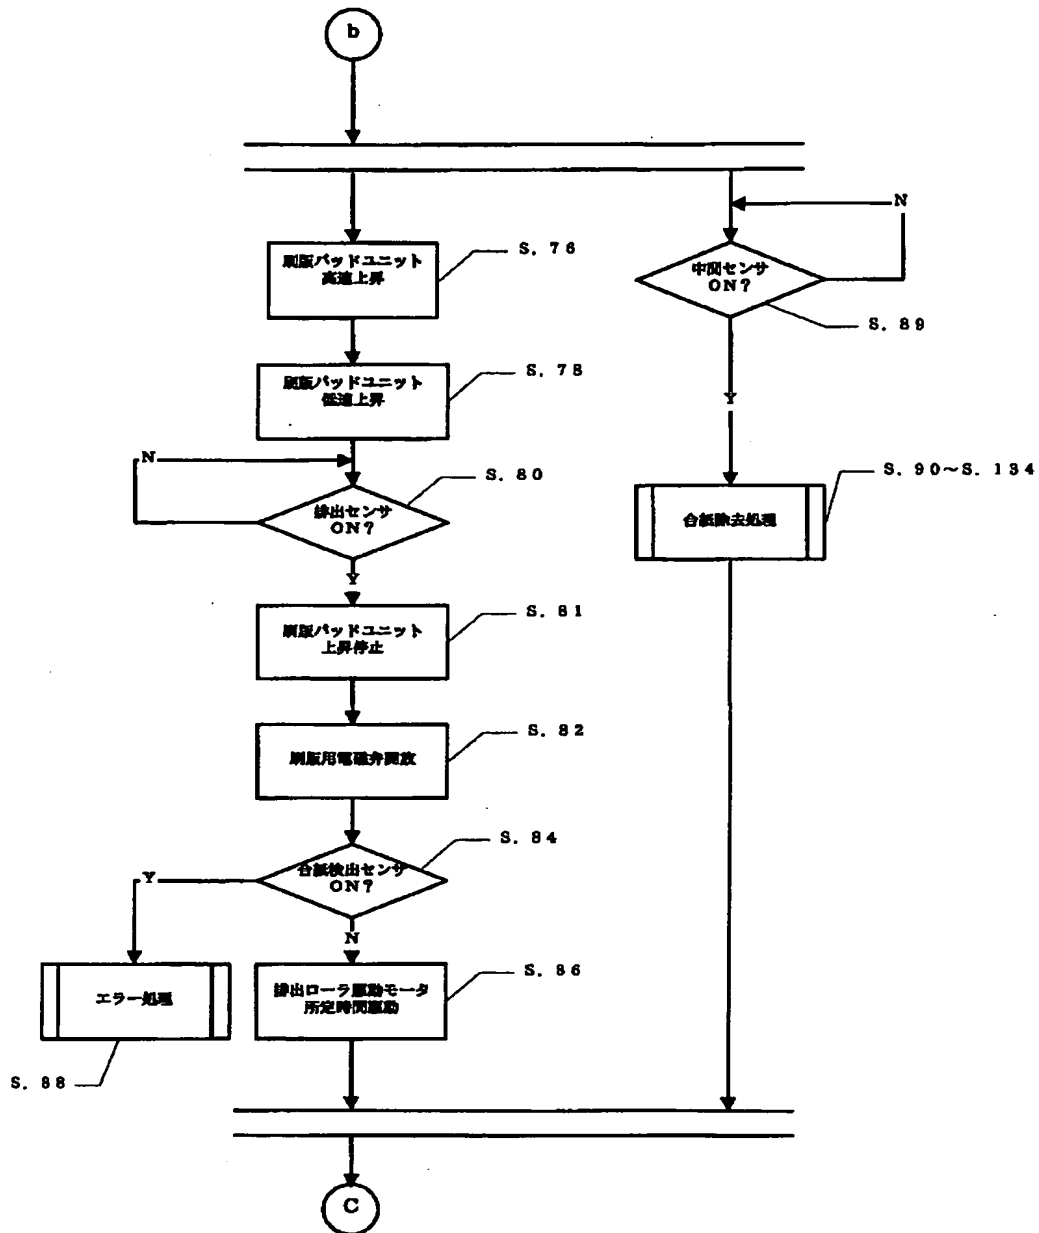 b
刷版パッドユニット
高速上昇
S. 76
N
中間センサ
ON?
S. 89
刷版パッドユニット
低速上昇
S. 78
Y
N
排出センサ
ON?
S. 80
S. 90~S. 134
台紙除去処理
Y
刷版パッドユニット
上昇停止
S. 81
刷版用電磁弁開放
S. 82
台紙検出センサ
ON?
S. 84
Y
N
エラー処理
S. 88
排出ローラ駆動モータ
所定時間駆動
S. 86
C